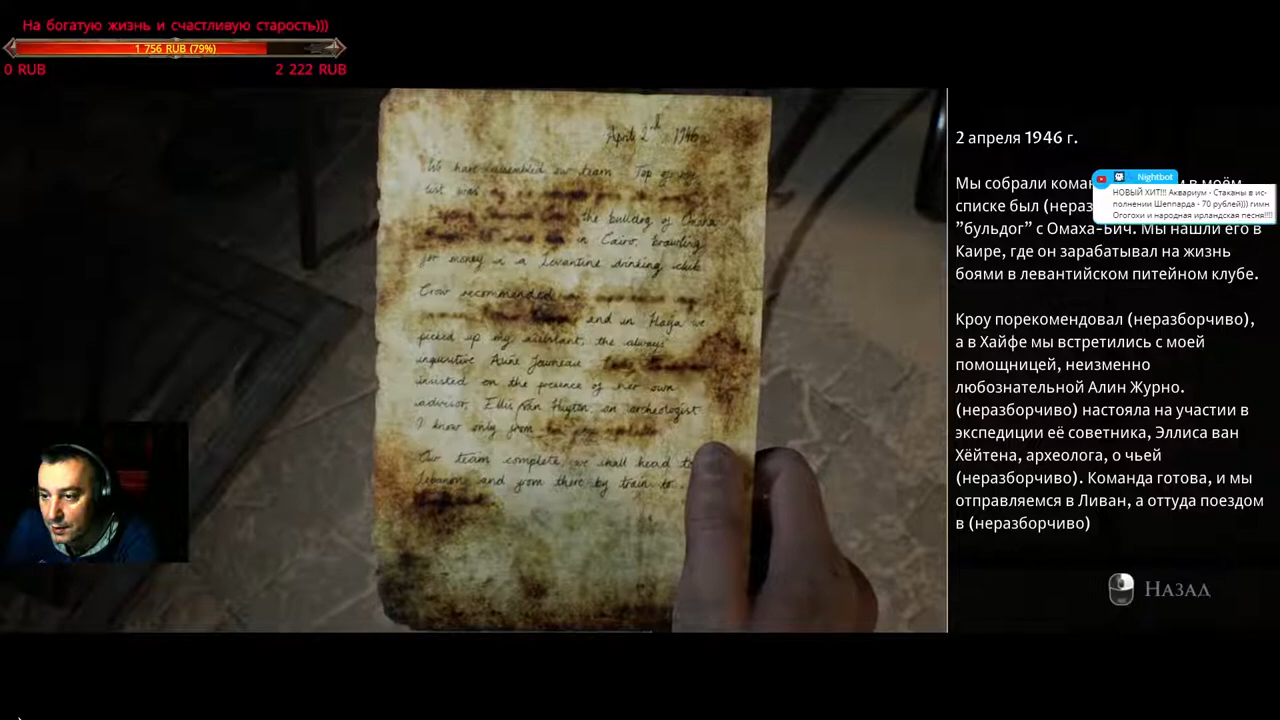 На богатую жизнь и счастливую старость)))
1 756 RUB (79%)
0 RUB
2 222 RUB
April 2nd 1946
We have assembled our team. Top of my
list was
the bulldog of Omaha
in Cairo, brawling
for money in a Levantine drinking club
Crow recommended
and in Haifa we
picked up my assistant, the always
inquisitive Aline Journeau
insisted on the presence of her own
advisor, Ellis Van Huyten, an archeologist
I know only from
Our team complete, we shall head to
Lebanon and from there by train to
2 апреля 1946 г.
Мы собрали в моём
списке был
"бульдог" с Омаха-Бич. Мы нашли его в
Каире, где он зарабатывал на жизнь
боями в левантийском питейном клубе.
Кроу порекомендовал (неразборчиво),
а в Хайфе мы встретились с моей
помощницей, неизменно
любознательной Алин Журно.
(неразборчиво) настояла на участии в
экспедиции её советника, Эллиса ван
Хёйтена, археолога, о чьей
(неразборчиво). Команда готова, и мы
отправляемся в Ливан, а оттуда поездом
в (неразборчиво)
Nightbot
НОВЫЙ ХИТ!!! Аквариум - Стаканы в ис-
полнении Шеппарда - 70 рублей))) гимн
Огогохи и народная ирландская песня!!!!
Назад